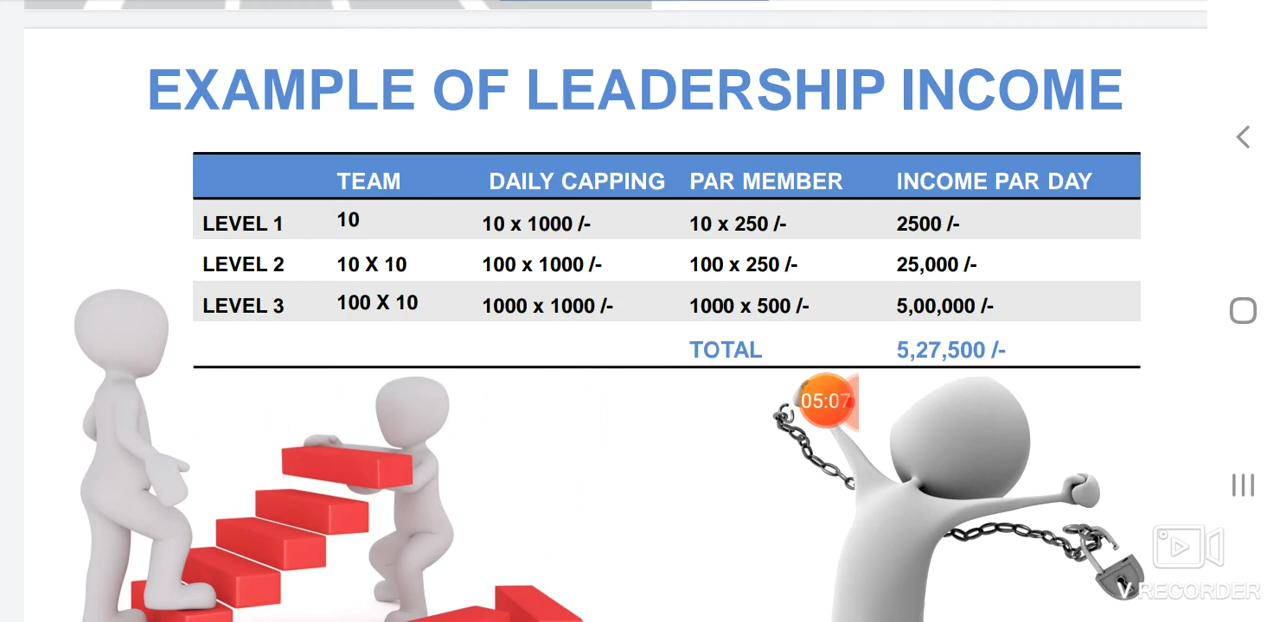 EXAMPLE OF LEADERSHIP INCOME
TEAM DAILY CAPPING PAR MEMBER INCOME PAR DAY
LEVEL 1 10 10 x 1000 /- 10 x 250 /- 2500 /-
LEVEL 2 10 X 10 100 x 1000 /- 100 x 250 /- 25,000 /-
LEVEL 3 100 X 10 1000 x 1000 /- 1000 x 500 /- 5,00,000 /-
TOTAL 5,27,500 /-
05:07
V RECORDER